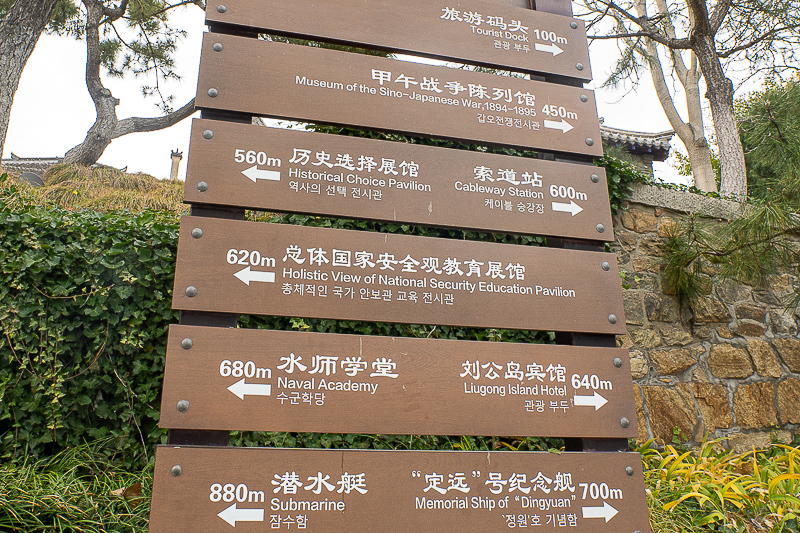 旅游码头
Tourist Dock
관광 부두
100m
甲午战争陈列馆
Museum of the Sino-Japanese War,1894-1895
갑오전쟁전시관
450m
560m
历史选择展馆
Historical Choice Pavilion
역사의 선택 전시관
索道站
Cableway Station
케이블 승강장
600m
620m
总体国家安全观教育展馆
Holistic View of National Security Education Pavilion
총체적인 국가 안보관 교육 전시관
680m
水师学堂
Naval Academy
수군학당
刘公岛宾馆
Liugong Island Hotel
관광 부두
640m
880m
潜水艇
Submarine
잠수함
“定远”号纪念舰
Memorial Ship of “Dingyuan”
‘정원’호 기념함
700m